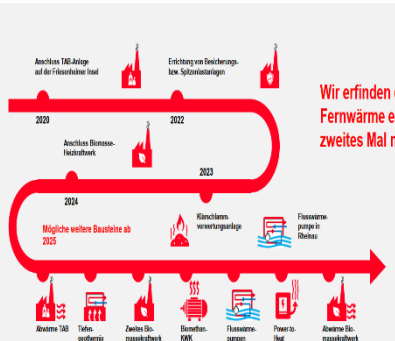 Anschluss TAB-Anlage
auf der Friesenheimer Insel
Errichtung von Besicherungs-
bzw. Spitzenlastanlagen
Wir erfinden
Fernwärme e
zweites Mal n
2020
2022
Anschluss Biomasse-
Heizkraftwerk
2023
2024
Klärschlamm-
verwertungsanlage
Flusswärme-
pumpe in
Rheinau
Mögliche weitere Bausteine ab
2025
Abwärme TAB
Tiefen-
geothermie
Zweites Bio-
massekraftwerk
Biomethan-
KWK
Flusswärme-
pumpen
Power-to-
Heat
Abwärme Bio-
massekraftwerk